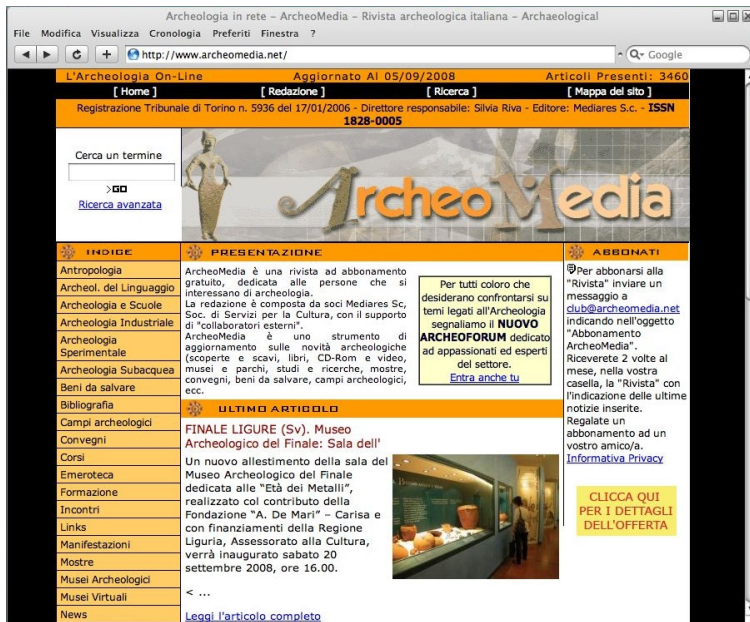 Archeologia in rete – ArcheoMedia – Rivista archeologica italiana – Archaeological
File Modifica Visualizza Cronologia Preferiti Finestra ?
http://www.archeomedia.net/
Google
L'Archeologia On-Line Aggiornato Al 05/09/2008 Articoli Presenti: 3460
[ Home ] [ Redazione ] [ Ricerca ] [ Mappa del sito ]
Registrazione Tribunale di Torino n. 5936 del 17/01/2006 - Direttore responsabile: Silvia Riva - Editore: Mediares S.c. - ISSN
1828-0005
Cerca un termine
>GO
Ricerca avanzata
ArcheoMedia
INDICE
Antropologia
Archeol. del Linguaggio
Archeologia e Scuole
Archeologia Industriale
Archeologia
Sperimentale
Archeologia Subacquea
Beni da salvare
Bibliografia
Campi archeologici
Convegni
Corsi
Emeroteca
Formazione
Incontri
Links
Manifestazioni
Mostre
Musei Archeologici
Musei Virtuali
News
PRESENTAZIONE
ArcheoMedia è una rivista ad abbonamento
gratuito, dedicata alle persone che si
interessano di archeologia.
La redazione è composta da soci Mediares Sc,
Soc. di Servizi per la Cultura, con il supporto
di "collaboratori esterni".
ArcheoMedia è uno strumento di
aggiornamento sulle novità archeologiche
(scoperte e scavi, libri, CD-Rom e video,
musei e parchi, studi e ricerche, mostre,
convegni, beni da salvare, campi archeologici,
ecc.
Per tutti coloro che
desiderano confrontarsi su
temi legati all'Archeologia
segnaliamo il NUOVO
ARCHEOFORUM dedicato
ad appassionati ed esperti
del settore.
Entra anche tu
ULTIMO ARTICOLO
FINALE LIGURE (Sv). Museo
Archeologico del Finale: Sala dell'
Un nuovo allestimento della sala del
Museo Archeologico del Finale
dedicata alle “Età dei Metalli”,
realizzato col contributo della
Fondazione “A. De Mari” – Carisa e
con finanziamenti della Regione
Liguria, Assessorato alla Cultura,
verrà inaugurato sabato 20
settembre 2008, ore 16.00.
< ...
Leggi l'articolo completo
ABBONATI
Per abbonarsi alla
"Rivista" inviare un
messaggio a
club@archeomedia.net
indicando nell'oggetto
"Abbonamento
ArcheoMedia".
Riceverete 2 volte al
mese, nella vostra
casella, la "Rivista" con
l'indicazione delle ultime
notizie inserite.
Regalate un
abbonamento ad un
vostro amico/a.
Informativa Privacy
CLICCA QUI
PER I DETTAGLI
DELL'OFFERTA